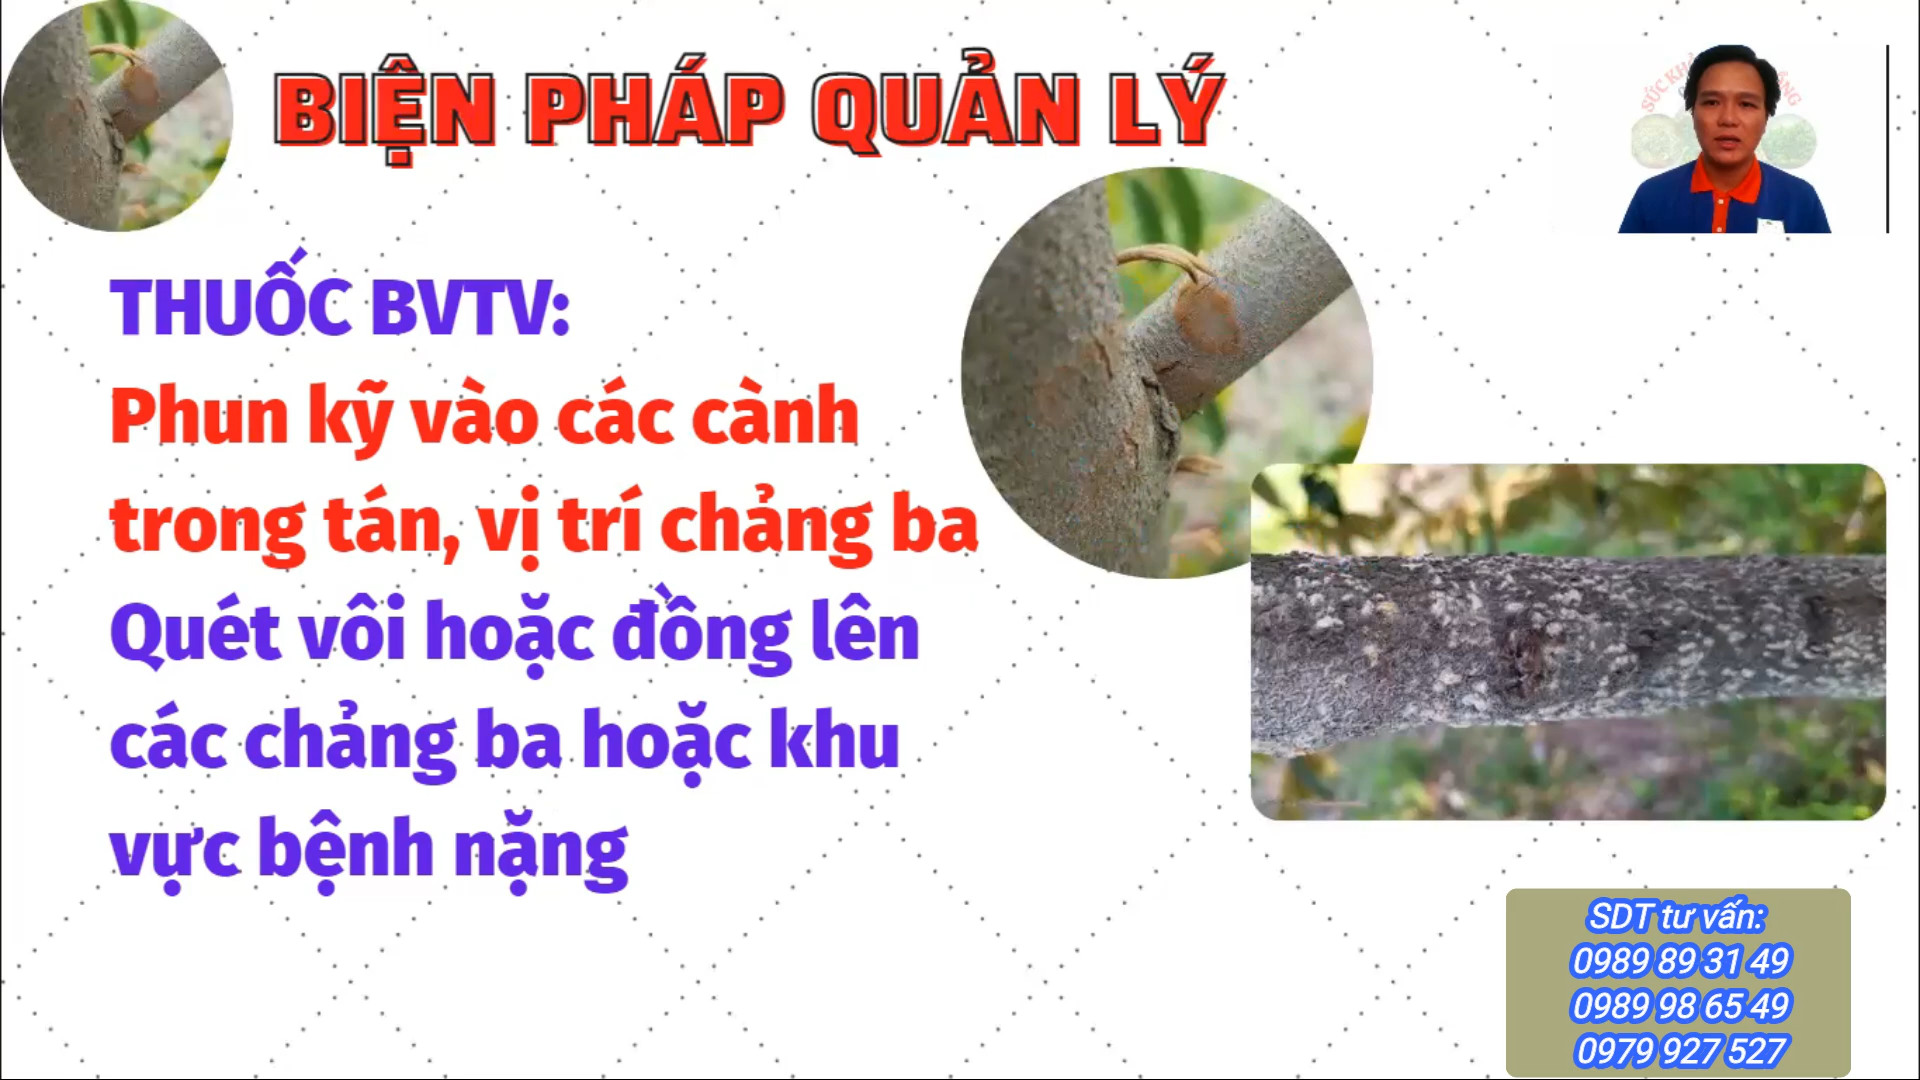 BIỆN PHÁP QUẢN LÝ
THUỐC BVTV:
Phun kỹ vào các cành
trong tán, vị trí chảng ba
Quét vôi hoặc đồng lên
các chảng ba hoặc khu
vực bệnh nặng
SỨC KHỎ
SDT tư vấn:
0989 89 31 49
0989 98 65 49
0979 927 527